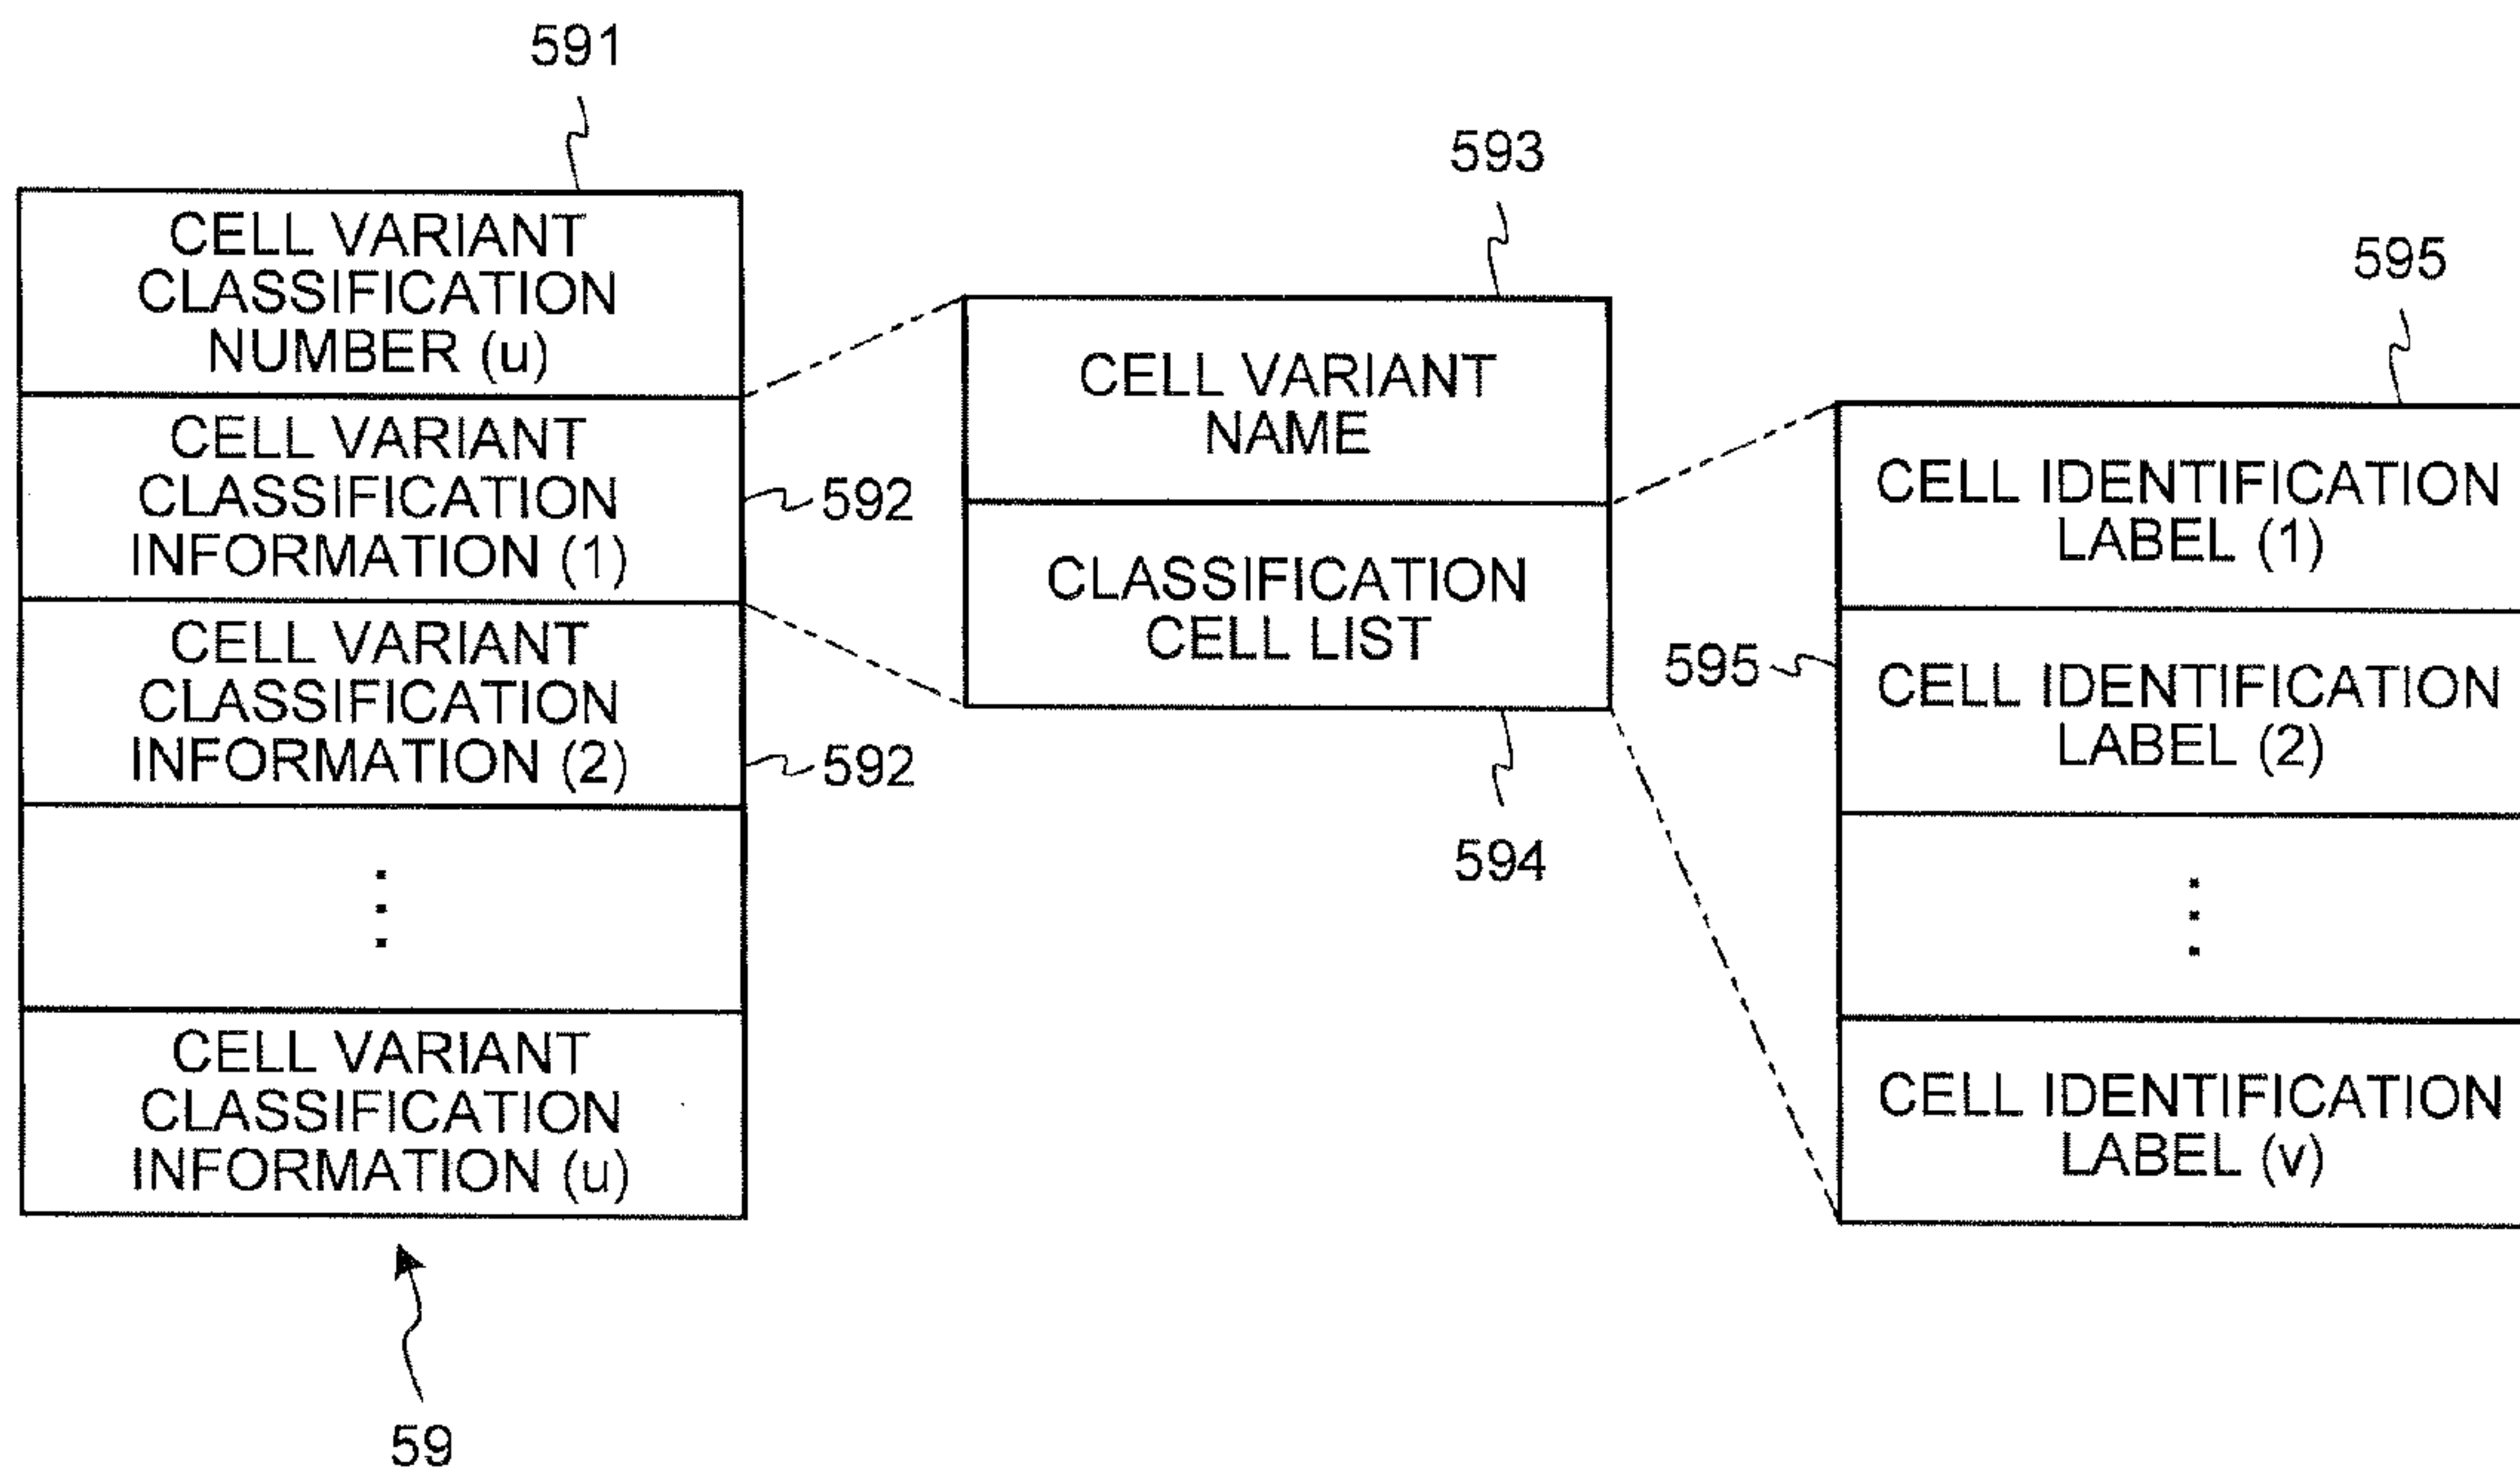 591
CELL VARIANT
CLASSIFICATION
NUMBER (u)
CELL VARIANT
CLASSIFICATION
INFORMATION (1)
592
CELL VARIANT
CLASSIFICATION
INFORMATION (2)
592
CELL VARIANT
CLASSIFICATION
INFORMATION (u)
59
593
CELL VARIANT
NAME
CLASSIFICATION
CELL LIST
594
595
CELL IDENTIFICATION
LABEL (1)
595
CELL IDENTIFICATION
LABEL (2)
CELL IDENTIFICATION
LABEL (v)